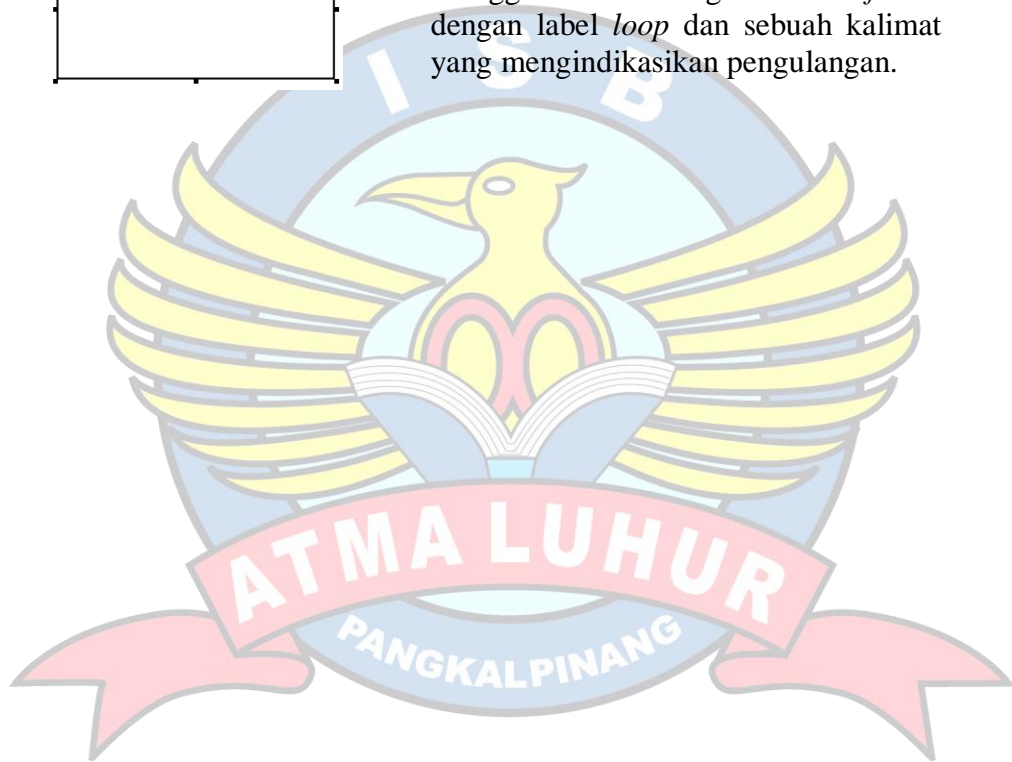 dengan label loop dan sebuah kalimat
yang mengindikasikan pengulangan.
I S B
ATMA LUHUR
PANGKALPINANG